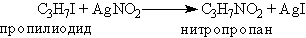 C₃H₇I + AgNO₂ ⟶ C₃H₇NO₂ + AgI
пропилиодид нитропропан